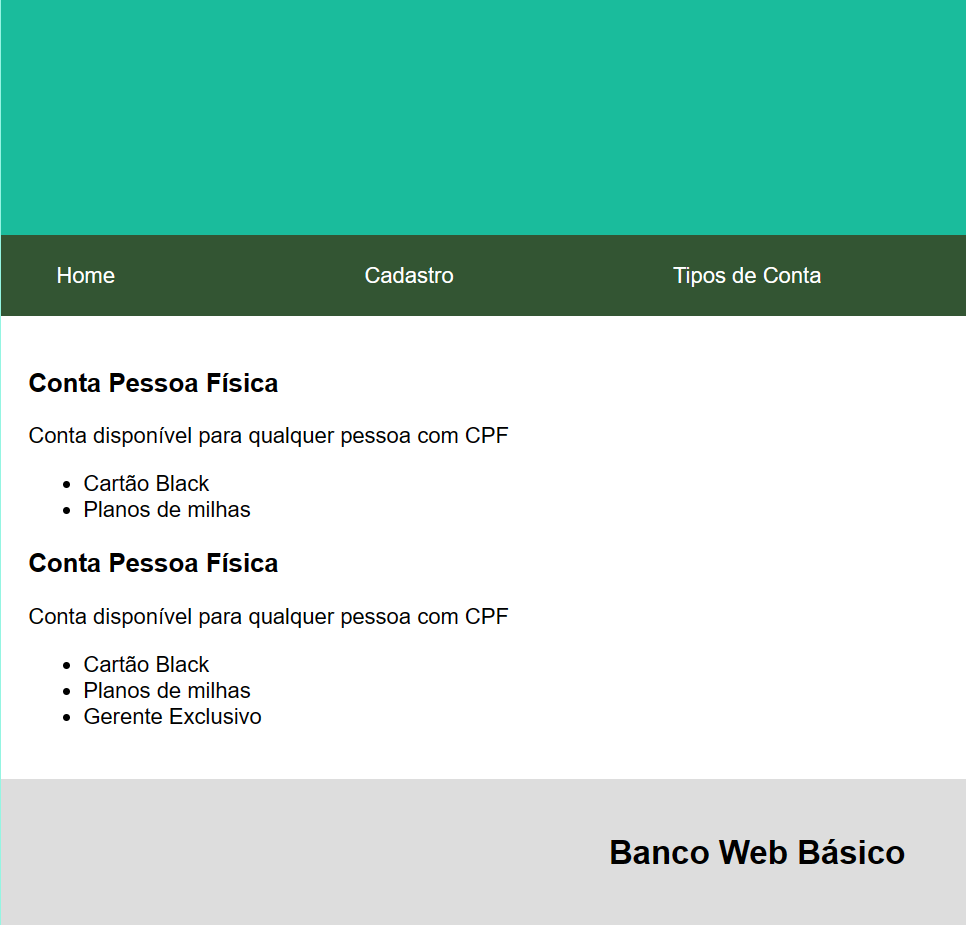 Home Cadastro Tipos de Conta
Conta Pessoa Física
Conta disponível para qualquer pessoa com CPF
Cartão Black
Planos de milhas
Conta Pessoa Física
Conta disponível para qualquer pessoa com CPF
Cartão Black
Planos de milhas
Gerente Exclusivo
Banco Web Básico